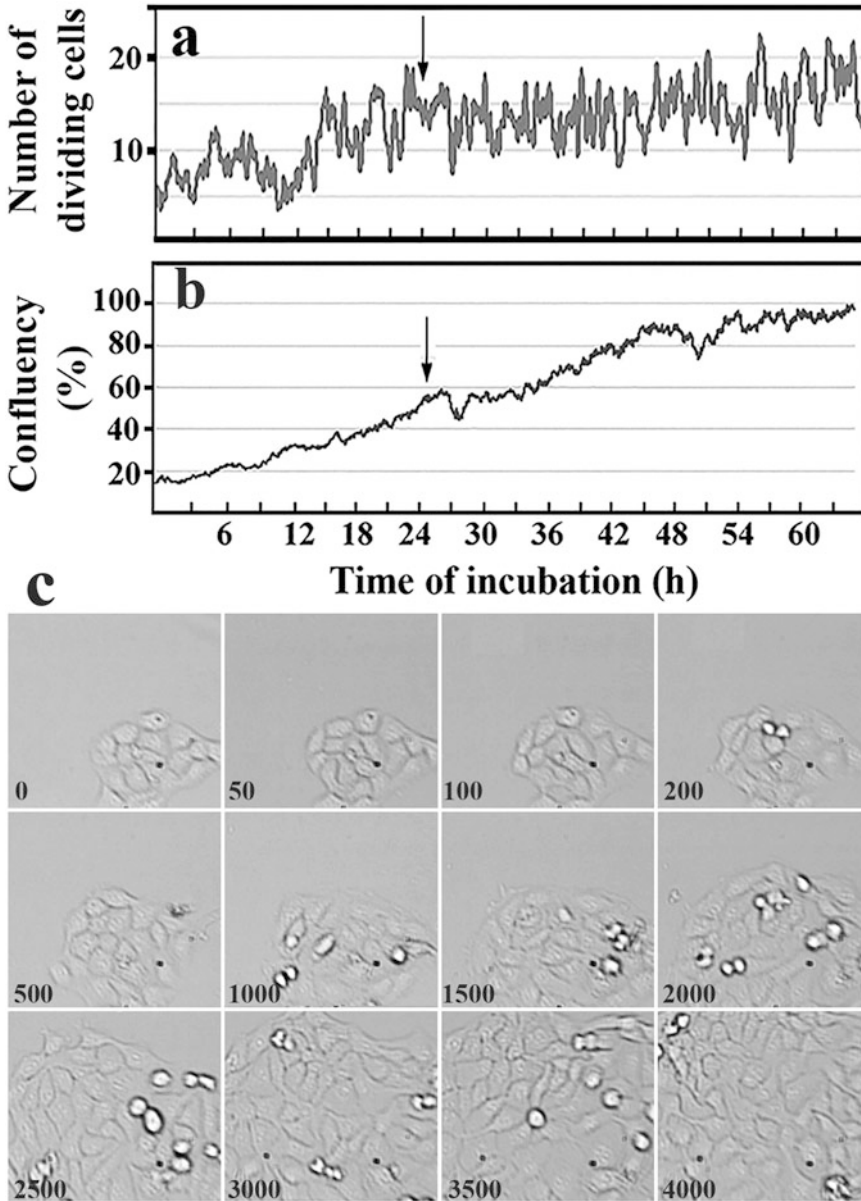 a
Number of
dividing cells
20
10
b
Confluency
(%)
100
80
60
40
20
6 12 18 24 30 36 42 48 54 60
Time of incubation (h)
c
0 50 100 200
500 1000 1500 2000
2500 3000 3500 4000